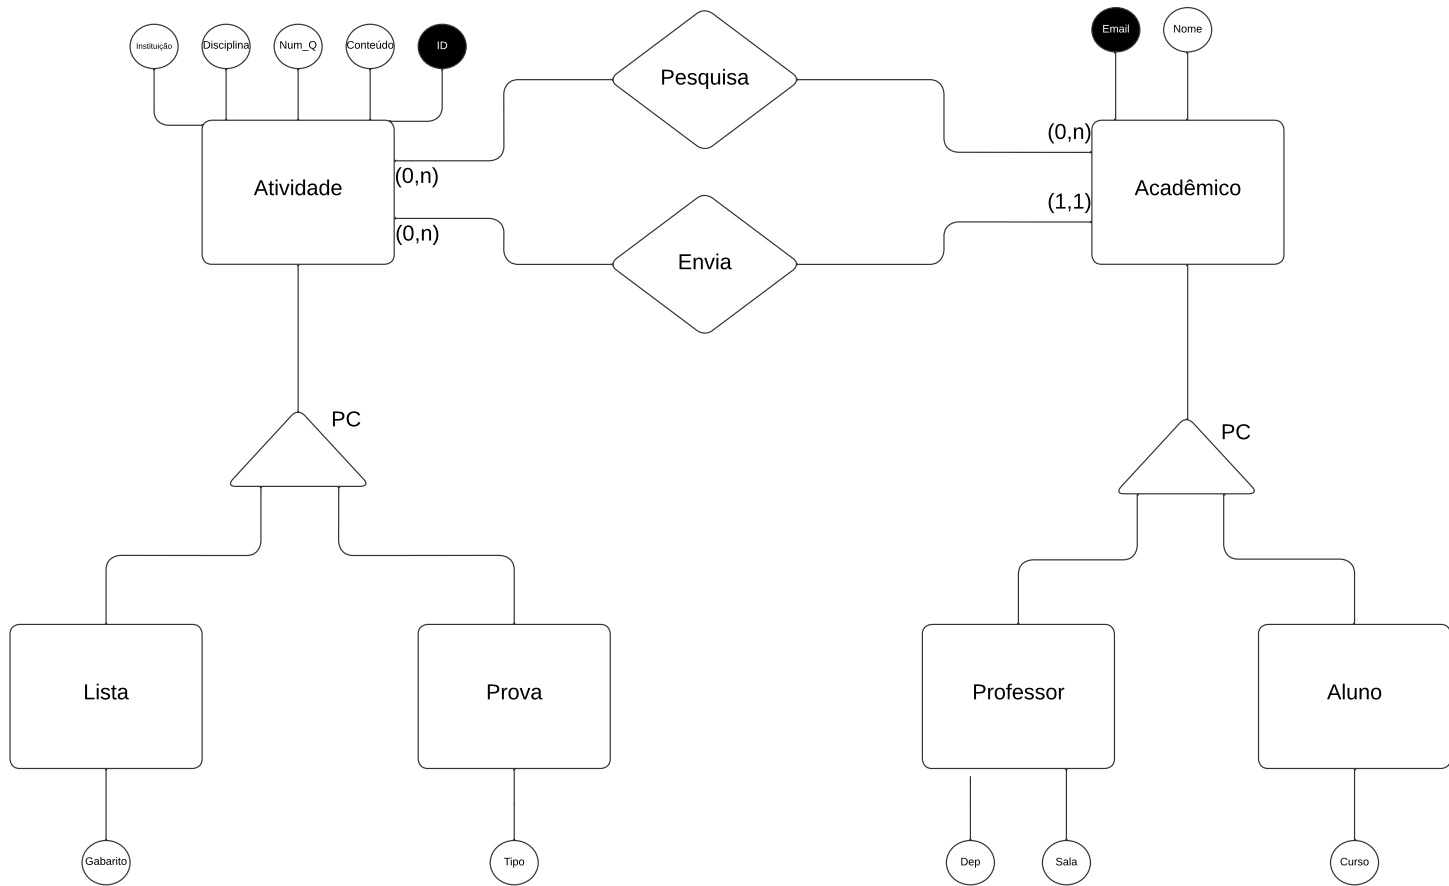 Instituição
Disciplina
Num_Q
Conteúdo
ID
Email
Nome
Pesquisa
(0,n)
(0,n)
Atividade
Acadêmico
(1,1)
(0,n)
Envia
PC
PC
Lista
Prova
Professor
Aluno
Gabarito
Tipo
Dep
Sala
Curso